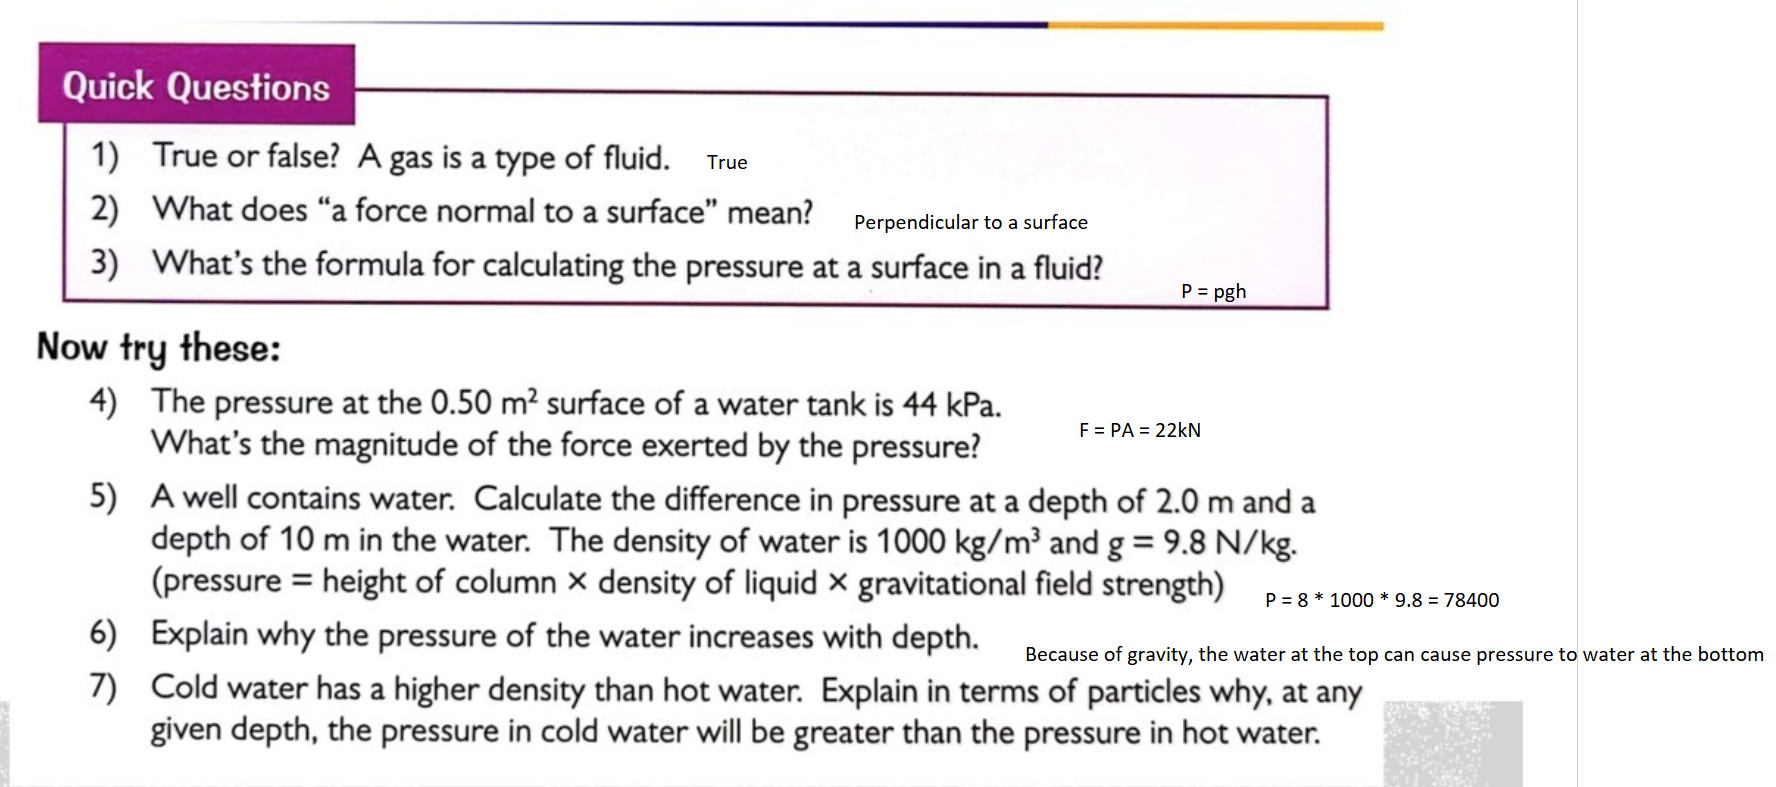 Quick Questions
1) True or false? A gas is a type of fluid. True
2) What does “a force normal to a surface” mean? Perpendicular to a surface
3) What's the formula for calculating the pressure at a surface in a fluid?
P = pgh
Now try these:
4) The pressure at the 0.50 m² surface of a water tank is 44 kPa.
What's the magnitude of the force exerted by the pressure? F = PA = 22kN
5) A well contains water. Calculate the difference in pressure at a depth of 2.0 m and a
depth of 10 m in the water. The density of water is 1000 kg/m³ and g = 9.8 N/kg.
(pressure = height of column × density of liquid × gravitational field strength) P = 8 * 1000 * 9.8 = 78400
6) Explain why the pressure of the water increases with depth. Because of gravity, the water at the top can cause pressure to water at the bottom
7) Cold water has a higher density than hot water. Explain in terms of particles why, at any
given depth, the pressure in cold water will be greater than the pressure in hot water.